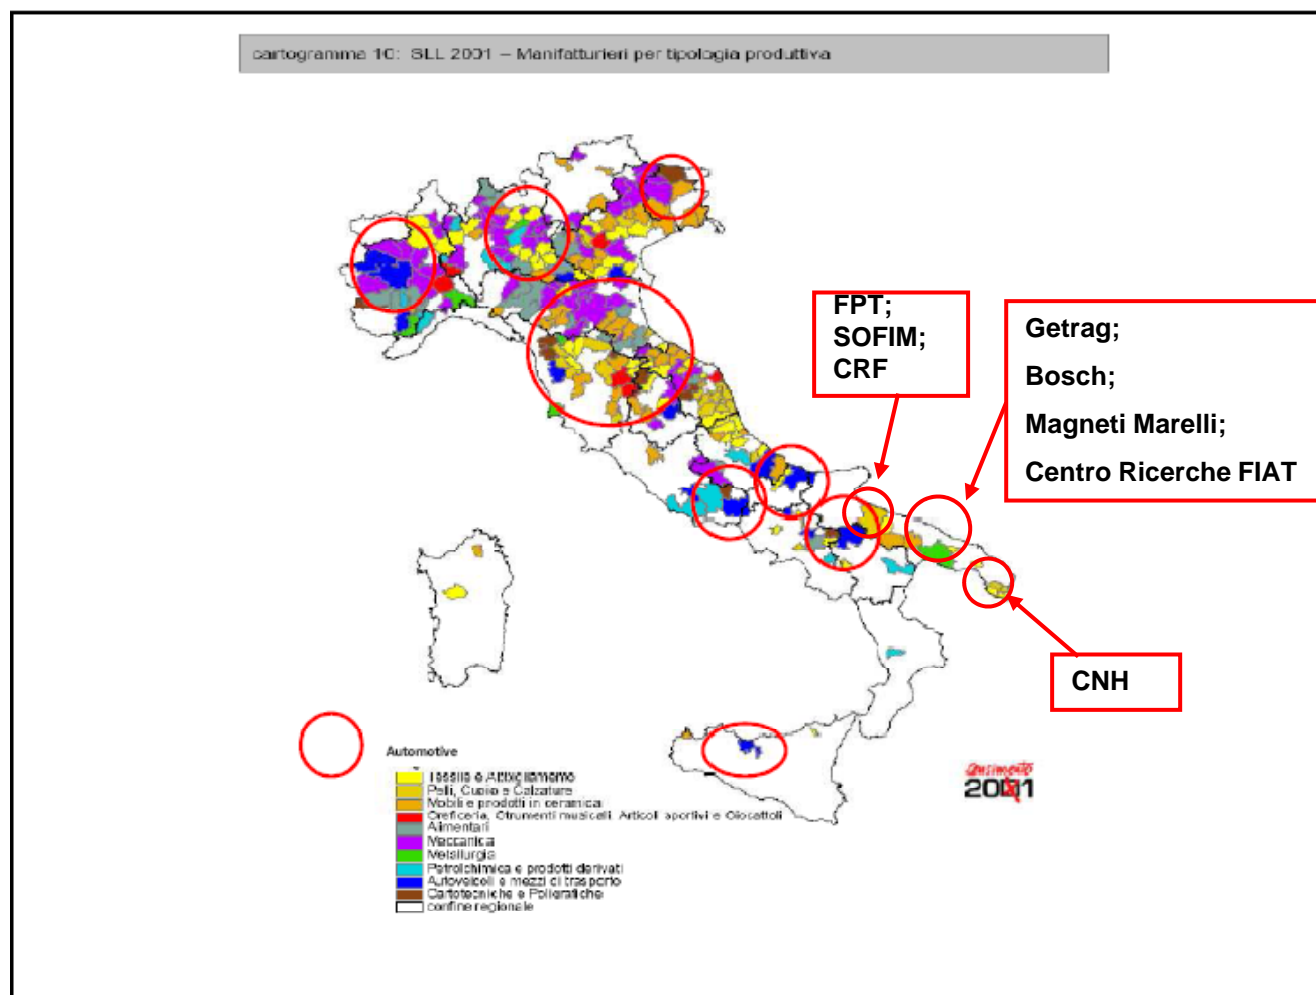 cartogramma 10: SLL 2001 – Manifatturieri per tipologia produttiva
FPT;
SOFIM;
CRF
Getrag;
Bosch;
Magneti Marelli;
Centro Ricerche FIAT
CNH
Automotive
Tessile e Abbigliamento
Pelli, Cuoio e Calzature
Mobili e prodotti in ceramica
Oreficeria, Strumenti musicali, Articoli sportivi e Giocattoli
Alimentari
Meccanica
Metallurgia
Petrolchimica e prodotti derivati
Autoveicoli e mezzi di trasporto
Cartotecniche e Poligrafiche
confine regionale
censimento
2001